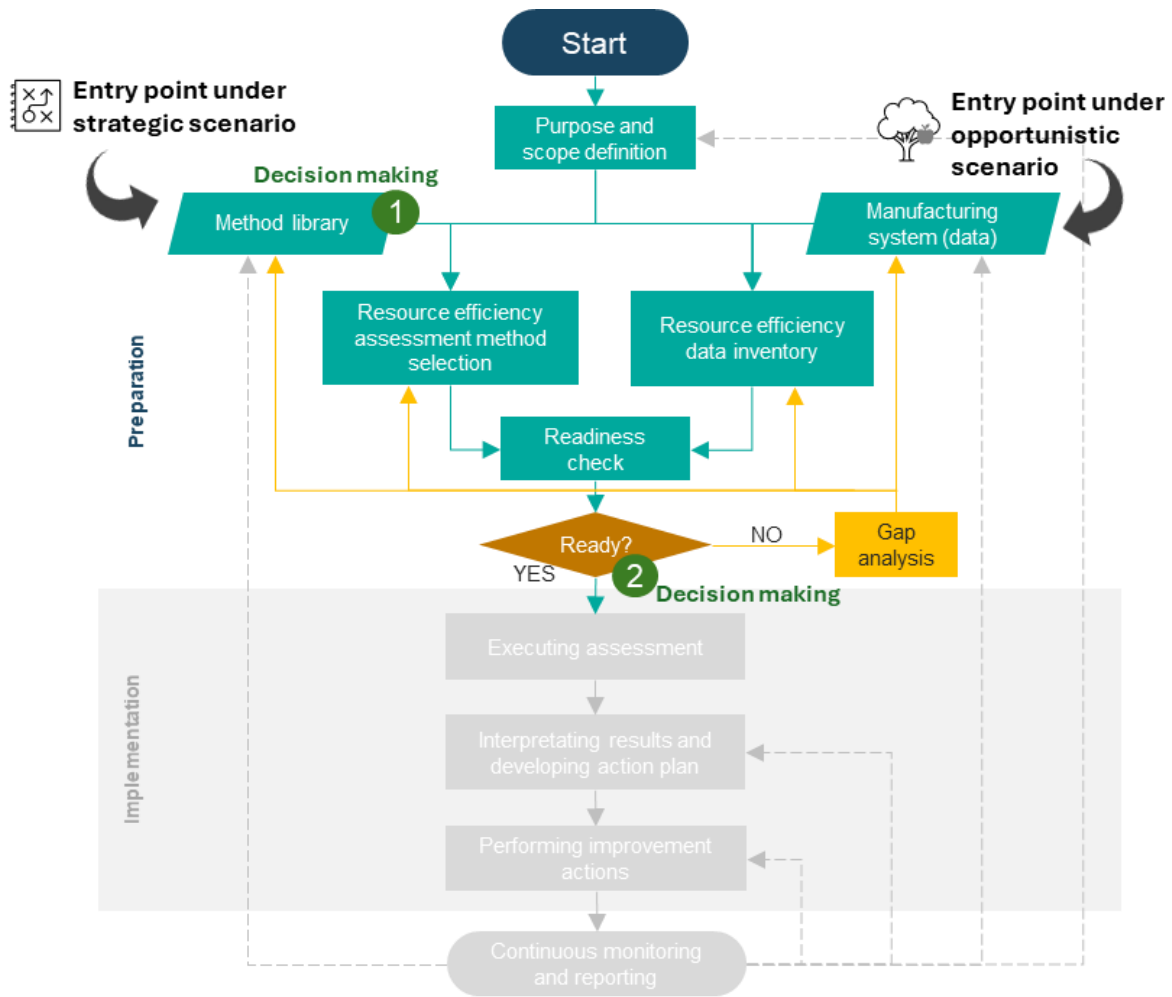 Start
Entry point under
strategic scenario
Entry point under
opportunistic
scenario
Purpose and
scope definition
Decision making
1
Method library
Manufacturing
system (data)
Resource efficiency
assessment method
selection
Resource efficiency
data inventory
Preparation
Readiness
check
Ready?
NO
Gap
analysis
YES
2
Decision making
Implementation
Executing assessment
Interpretating results and
developing action plan
Performing improvement
actions
Continuous monitoring
and reporting